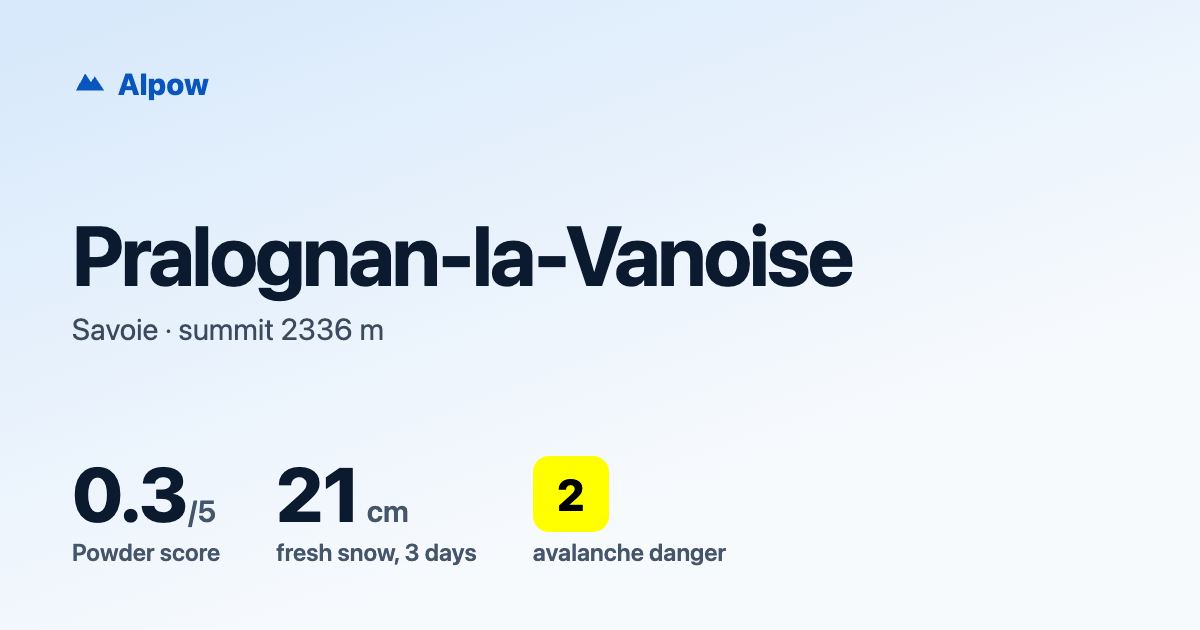 Alpow
Pralognan-la-Vanoise
Savoie · summit 2336 m
0.3/5
Powder score
21 cm
fresh snow, 3 days
2
avalanche danger